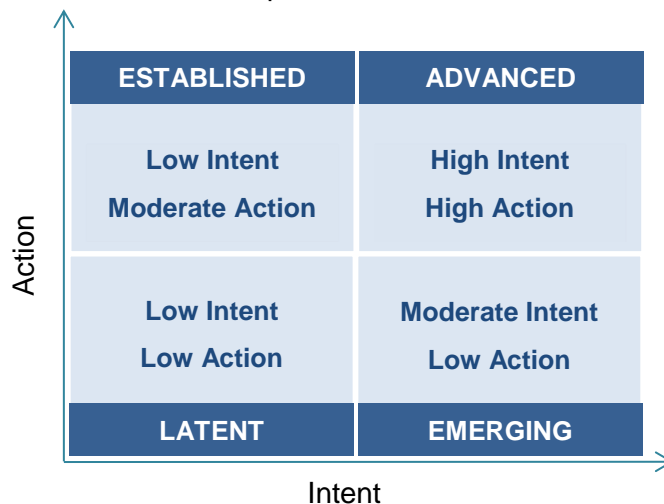 ESTABLISHED
ADVANCED
Low Intent
Moderate Action
High Intent
High Action
Action
Low Intent
Low Action
Moderate Intent
Low Action
LATENT
EMERGING
Intent